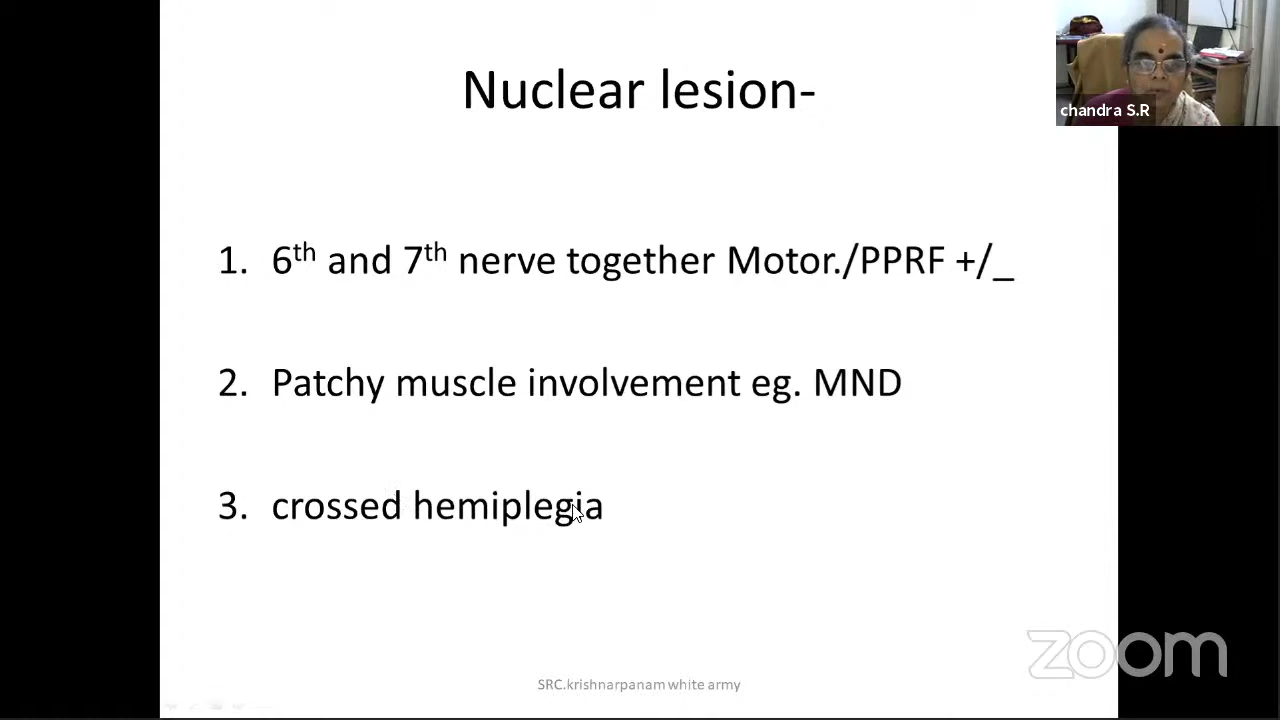 Nuclear lesion-
chandra S.R
1. 6th and 7th nerve together Motor./PPRF +/_
2. Patchy muscle involvement eg. MND
3. crossed hemiplegia
zoom
SRC.krishnarpanam white army